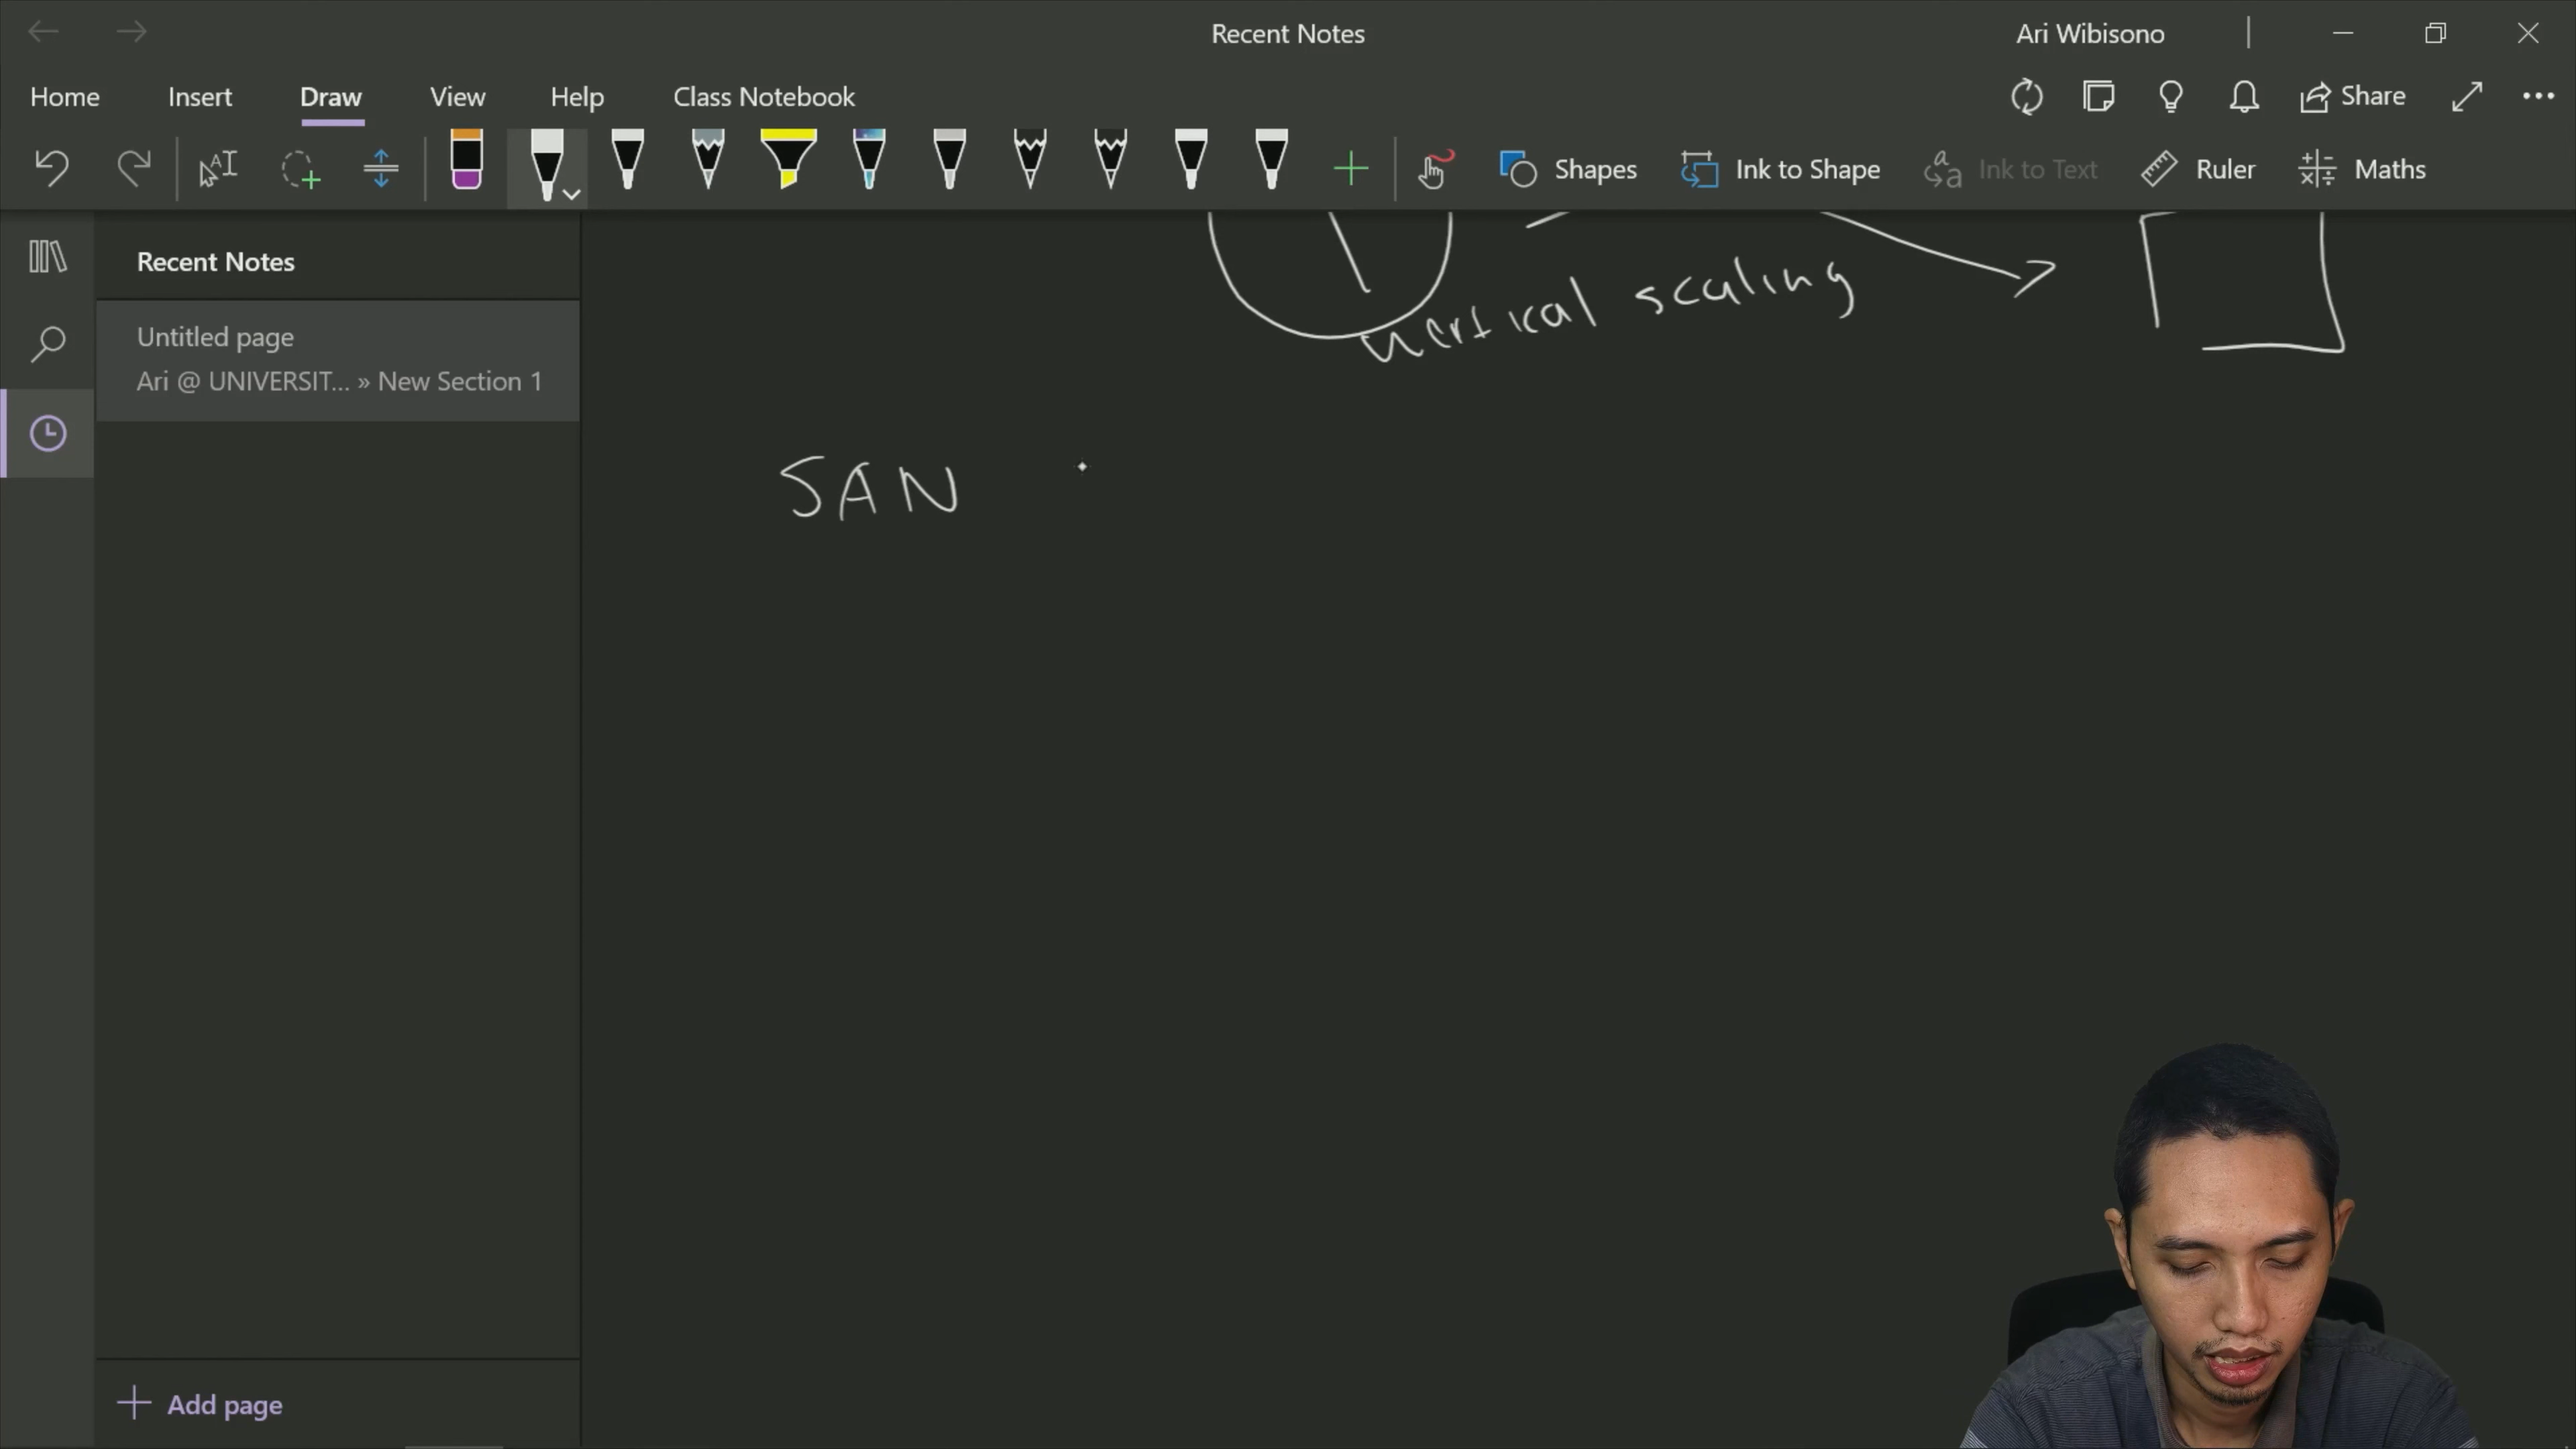 Recent Notes
Ari Wibisono
Home Insert Draw View Help Class Notebook
Share
Shapes Ink to Shape Ink to Text Ruler Maths
Recent Notes
Untitled page
Ari @ UNIVERSIT... » New Section 1
vertical scaling
SAN
Add page